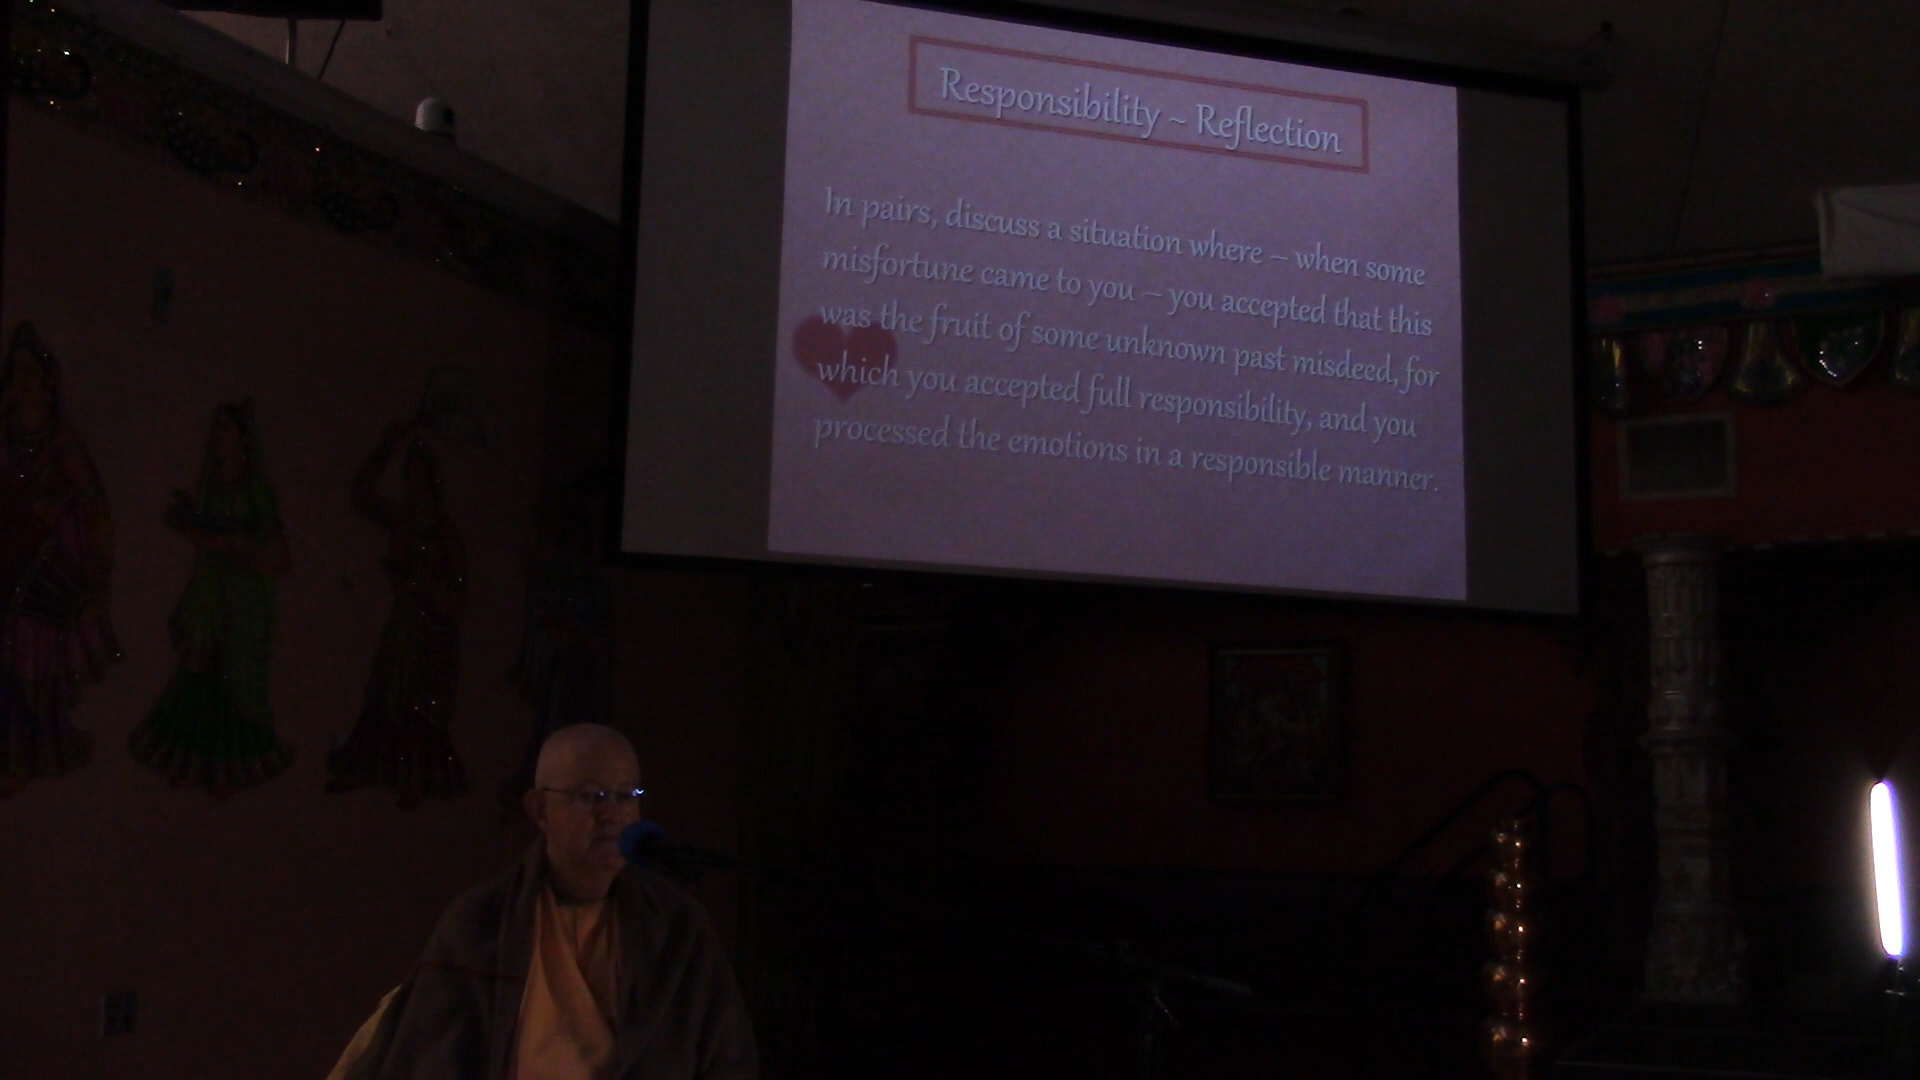 Responsibility ~ Reflection
In pairs, discuss a situation where – when some
misfortune came to you – you accepted that this
was the fruit of some unknown past misdeed, for
which you accepted full responsibility, and you
processed the emotions in a responsible manner.